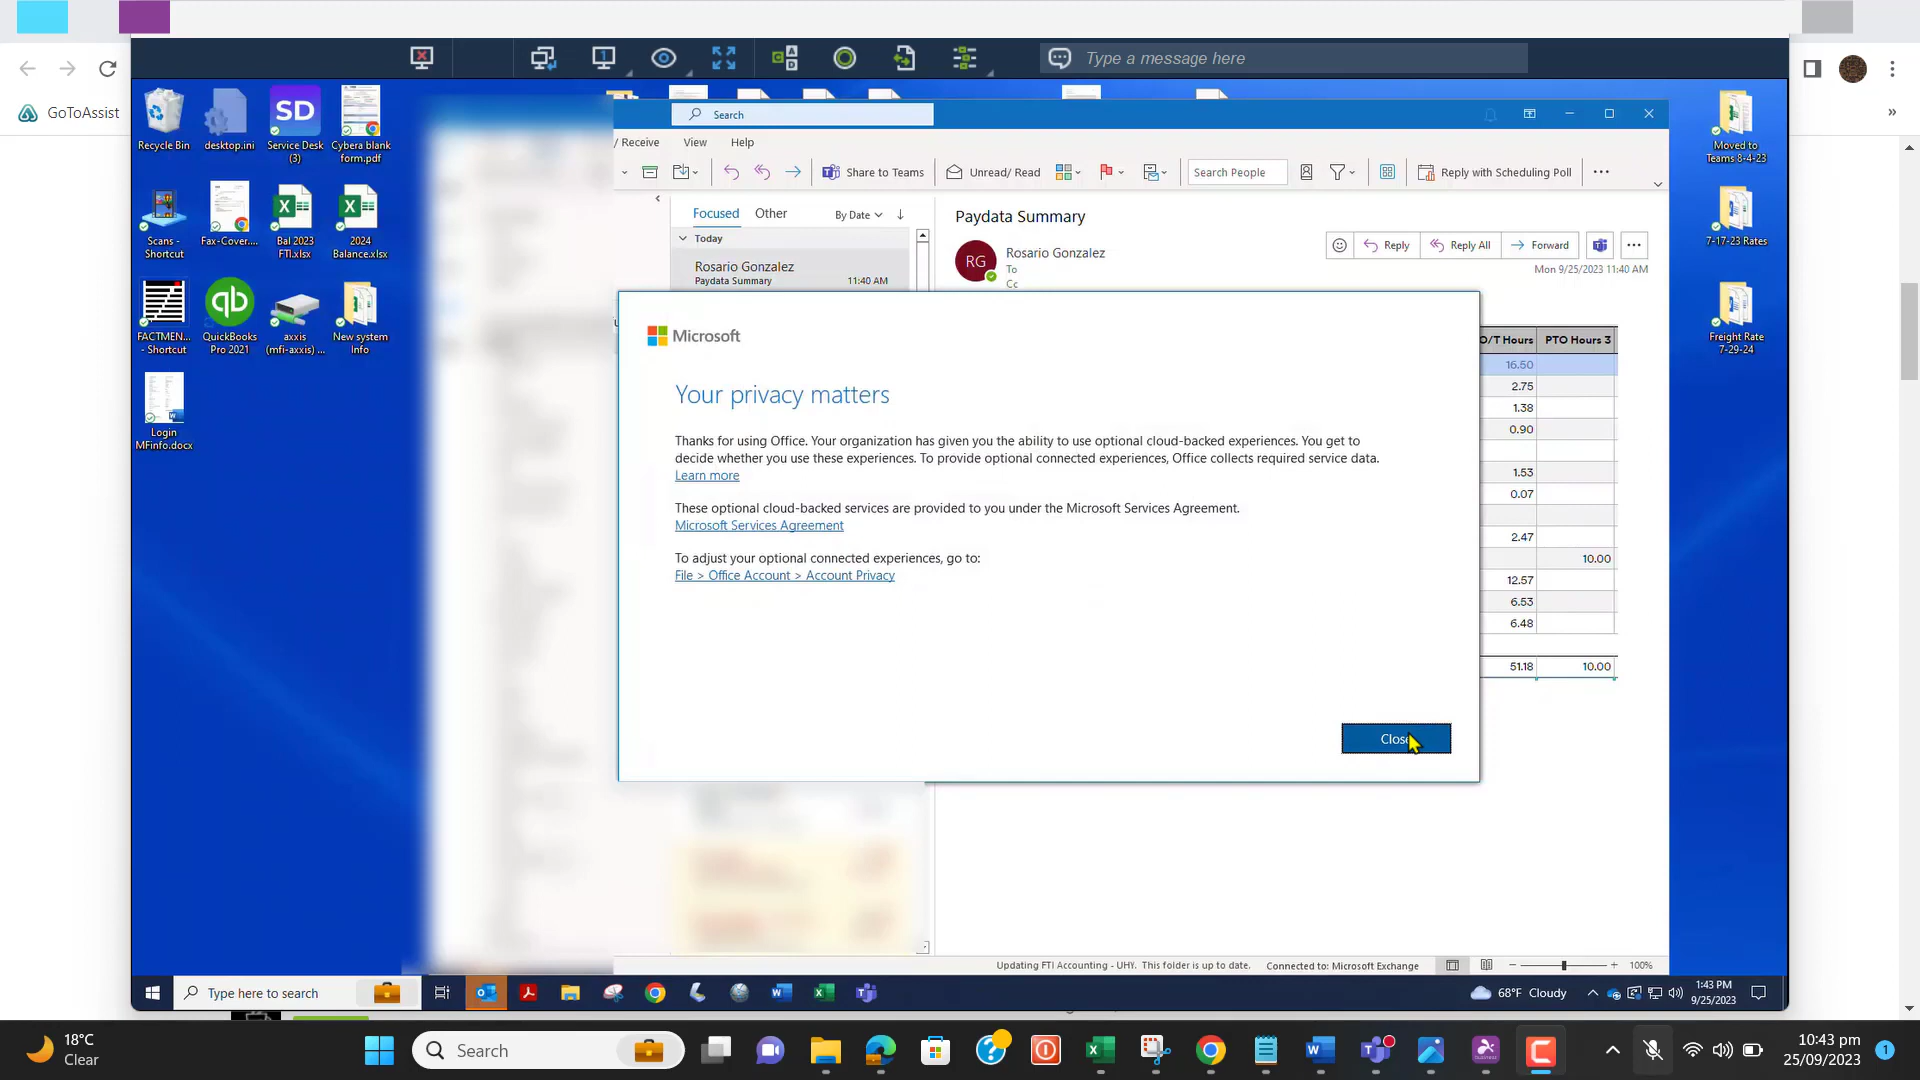 Type a message here
GoToAssist
»
Recycle Bin
desktop.ini
Service Desk
(3)
Cybera blank
form.pdf
Scans -
Shortcut
Fax-Cover....
Bal 2023
FTI.xlsx
2024
Balance.xlsx
FACTMEN...
- Shortcut
QuickBooks
Pro 2021
axxis
(mfi-axxis) ...
New system
Info
Login
MFinfo.docx
Moved to
Teams 8-4-23
7-17-23 Rates
Freight Rate
7-29-24
Search
/ Receive View Help
Share to Teams Unread/ Read Search People Reply with Scheduling Poll ...
Focused Other By Date
Today
Rosario Gonzalez
Paydata Summary 11:40 AM
Paydata Summary
RG
Rosario Gonzalez
To
Cc
Reply Reply All Forward
Mon 9/25/2023 11:40 AM
O/T Hours PTO Hours 3
16.50
2.75
1.38
0.90
1.53
0.07
2.47
10.00
12.57
6.53
6.48
51.18 10.00
Microsoft
Your privacy matters
Thanks for using Office. Your organization has given you the ability to use optional cloud-backed experiences. You get to
decide whether you use these experiences. To provide optional connected experiences, Office collects required service data.
Learn more
These optional cloud-backed services are provided to you under the Microsoft Services Agreement.
Microsoft Services Agreement
To adjust your optional connected experiences, go to:
File > Office Account > Account Privacy
Close
Updating FTI Accounting - UHY. This folder is up to date. Connected to: Microsoft Exchange 100%
Type here to search
68°F Cloudy
1:43 PM
9/25/2023
18°C
Clear
Search
10:43 pm
25/09/2023
1